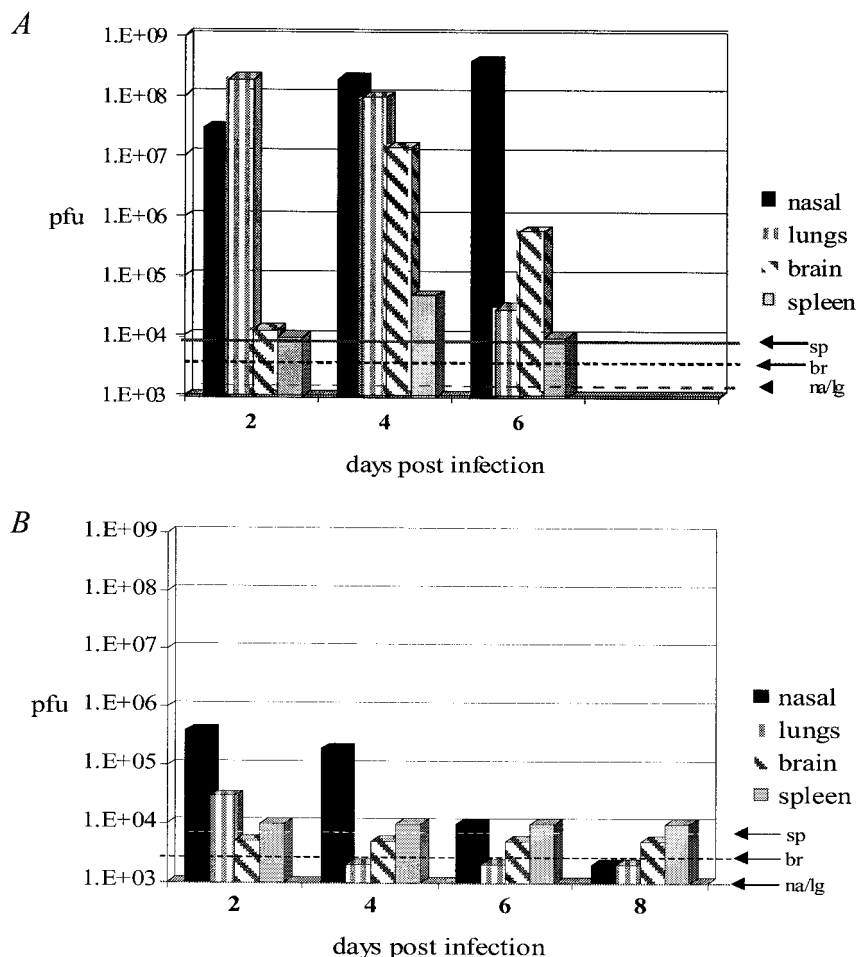 A
1.E+09
1.E+08
1.E+07
1.E+06
1.E+05
1.E+04
1.E+03
pfu
nasal
lungs
brain
spleen
sp
br
na/lg
2 4 6
days post infection
B
1.E+09
1.E+08
1.E+07
1.E+06
1.E+05
1.E+04
1.E+03
pfu
nasal
lungs
brain
spleen
sp
br
na/lg
2 4 6 8
days post infection